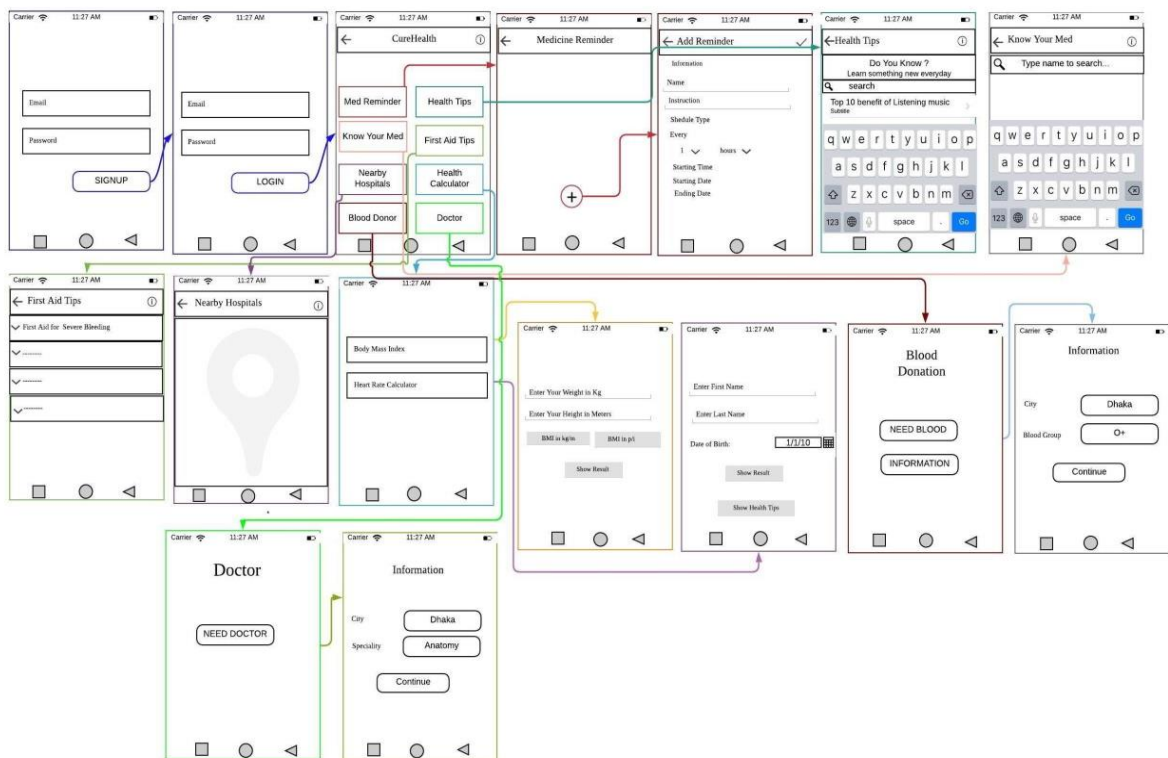 Carrier 11:27 AM
Email
Password
SIGNUP
Carrier 11:27 AM
Email
Password
LOGIN
Carrier 11:27 AM
CureHealth
Med Reminder
Health Tips
Know Your Med
First Aid Tips
Nearby
Hospitals
Health
Calculator
Blood Donor
Doctor
Carrier 11:27 AM
Medicine Reminder
Carrier 11:27 AM
Add Reminder
Information
Name
Instruction
Shedule Type
Every
1 hours
Starting Time
Starting Date
Ending Date
Carrier 11:27 AM
Health Tips
Do You Know ?
Learn something new everyday
search
Top 10 benefit of Listening music
Subtitle
q w e r t y u i o p
a s d f g h j k l
z x c v b n m
123 space . Go
Carrier 11:27 AM
Know Your Med
Type name to search...
q w e r t y u i o p
a s d f g h j k l
z x c v b n m
123 space . Go
Carrier 11:27 AM
First Aid Tips
First Aid for Severe Bleeding
---------
---------
---------
Carrier 11:27 AM
Nearby Hospitals
Carrier 11:27 AM
Body Mass Index
Heart Rate Calculator
Carrier 11:27 AM
Enter Your Weight in Kg
Enter Your Height in Meters
BMI in kg/m BMI in p/i
Show Result
Carrier 11:27 AM
Enter First Name
Enter Last Name
Date of Birth: 1/1/10
Show Result
Show Health Tips
Carrier 11:27 AM
Blood
Donation
NEED BLOOD
INFORMATION
Carrier 11:27 AM
Information
City Dhaka
Blood Group O+
Continue
Carrier 11:27 AM
Doctor
NEED DOCTOR
Carrier 11:27 AM
Information
City Dhaka
Speciality Anatomy
Continue